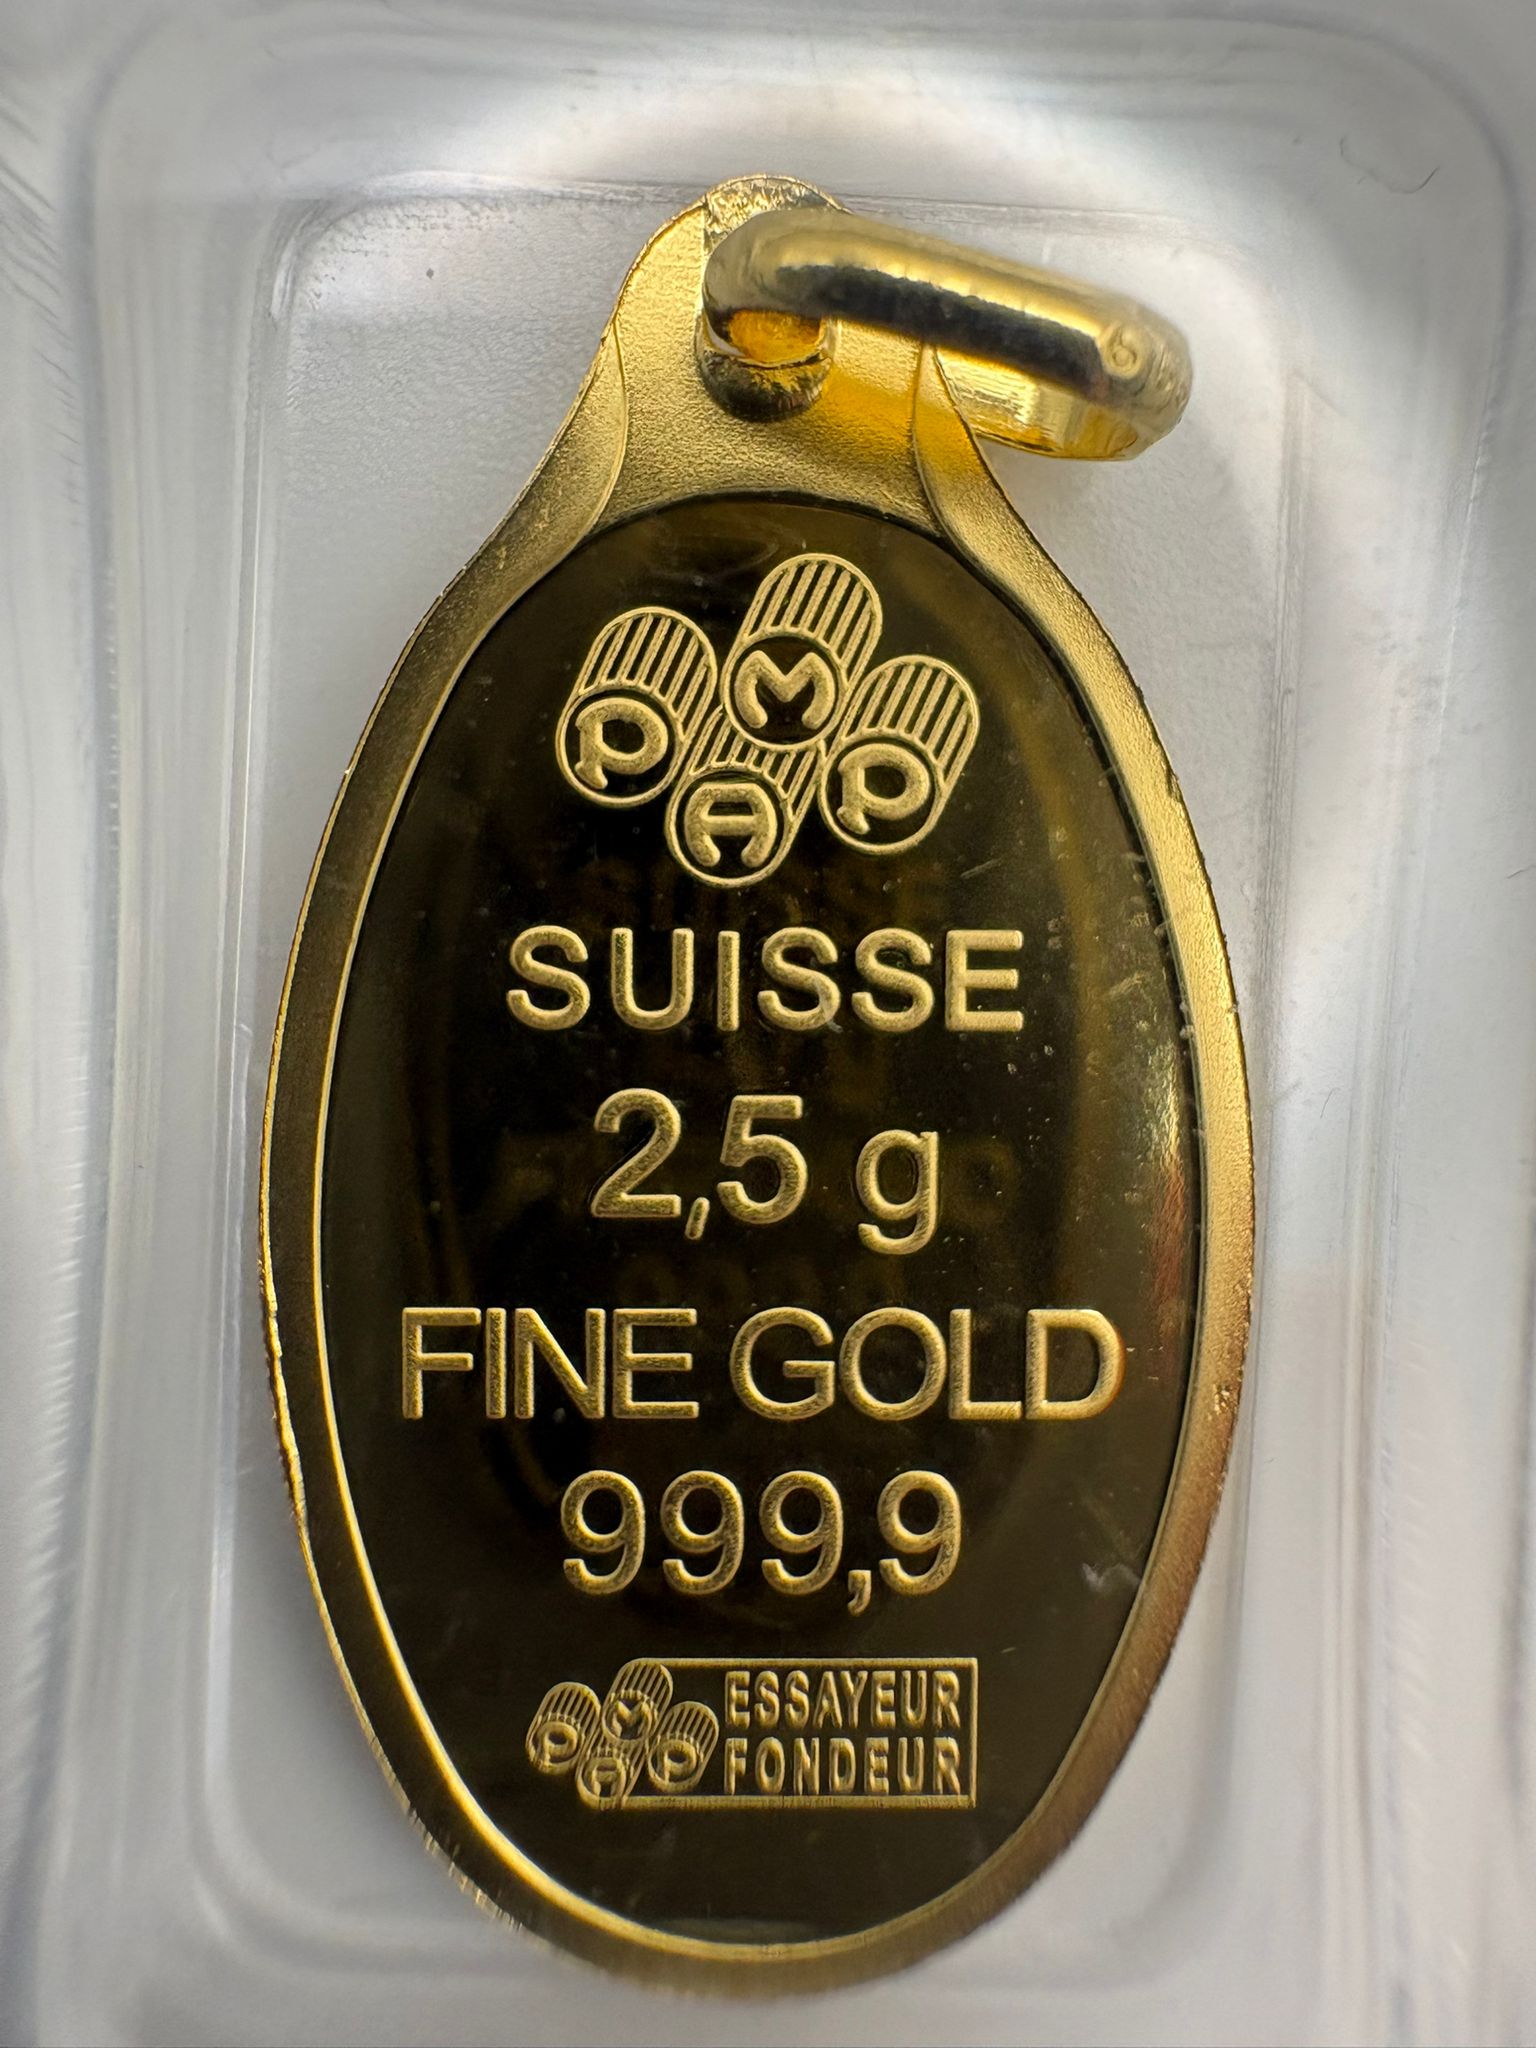 PAMP
SUISSE
2,5 g
FINE GOLD
999,9
PAMP ESSAYEUR
FONDEUR